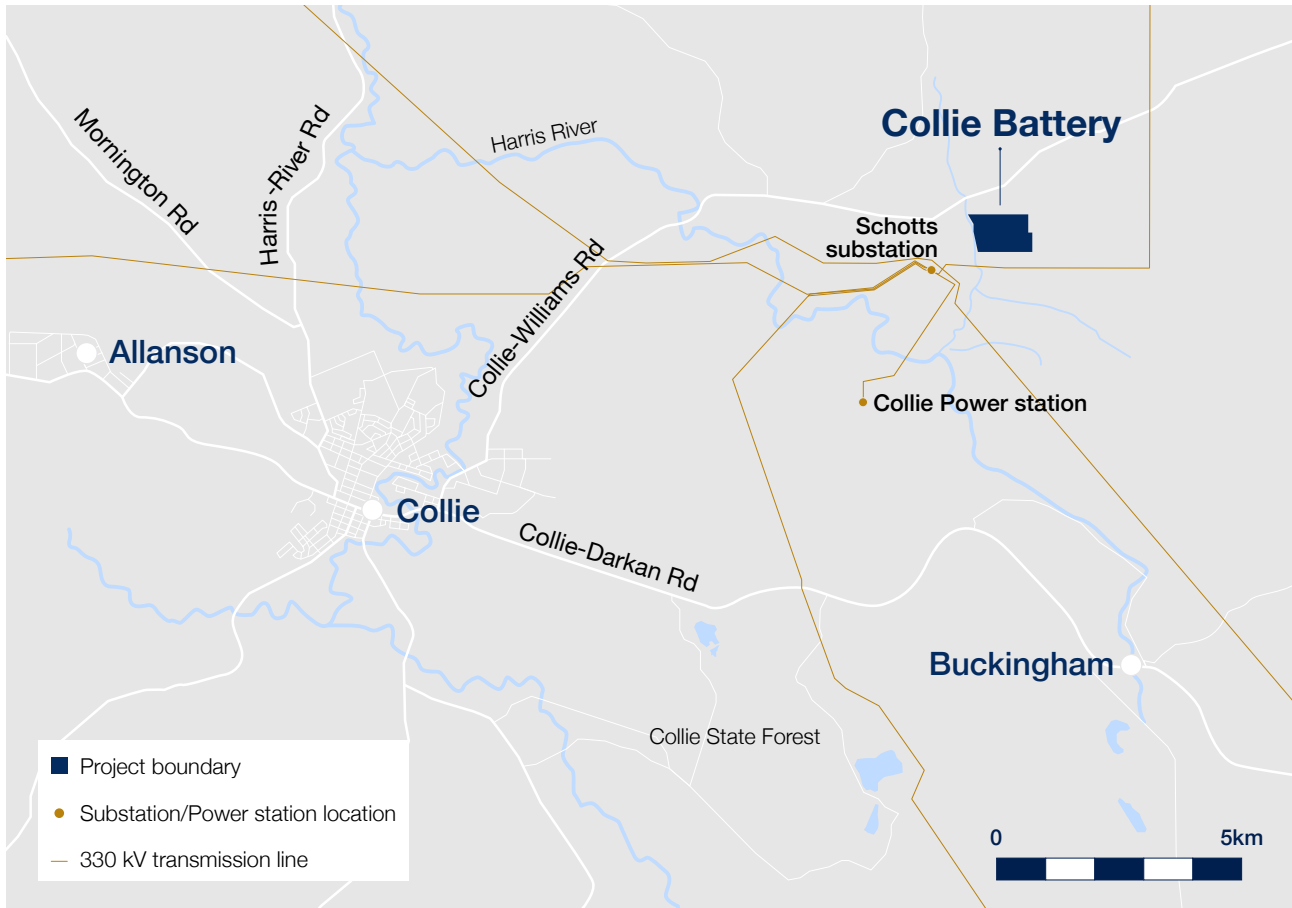 Collie Battery
Harris River
Mornington Rd
Harris -River Rd
Schotts
substation
Collie-Williams Rd
Allanson
Collie Power station
Collie
Collie-Darkan Rd
Buckingham
Collie State Forest
Project boundary
Substation/Power station location
330 kV transmission line
0 5km